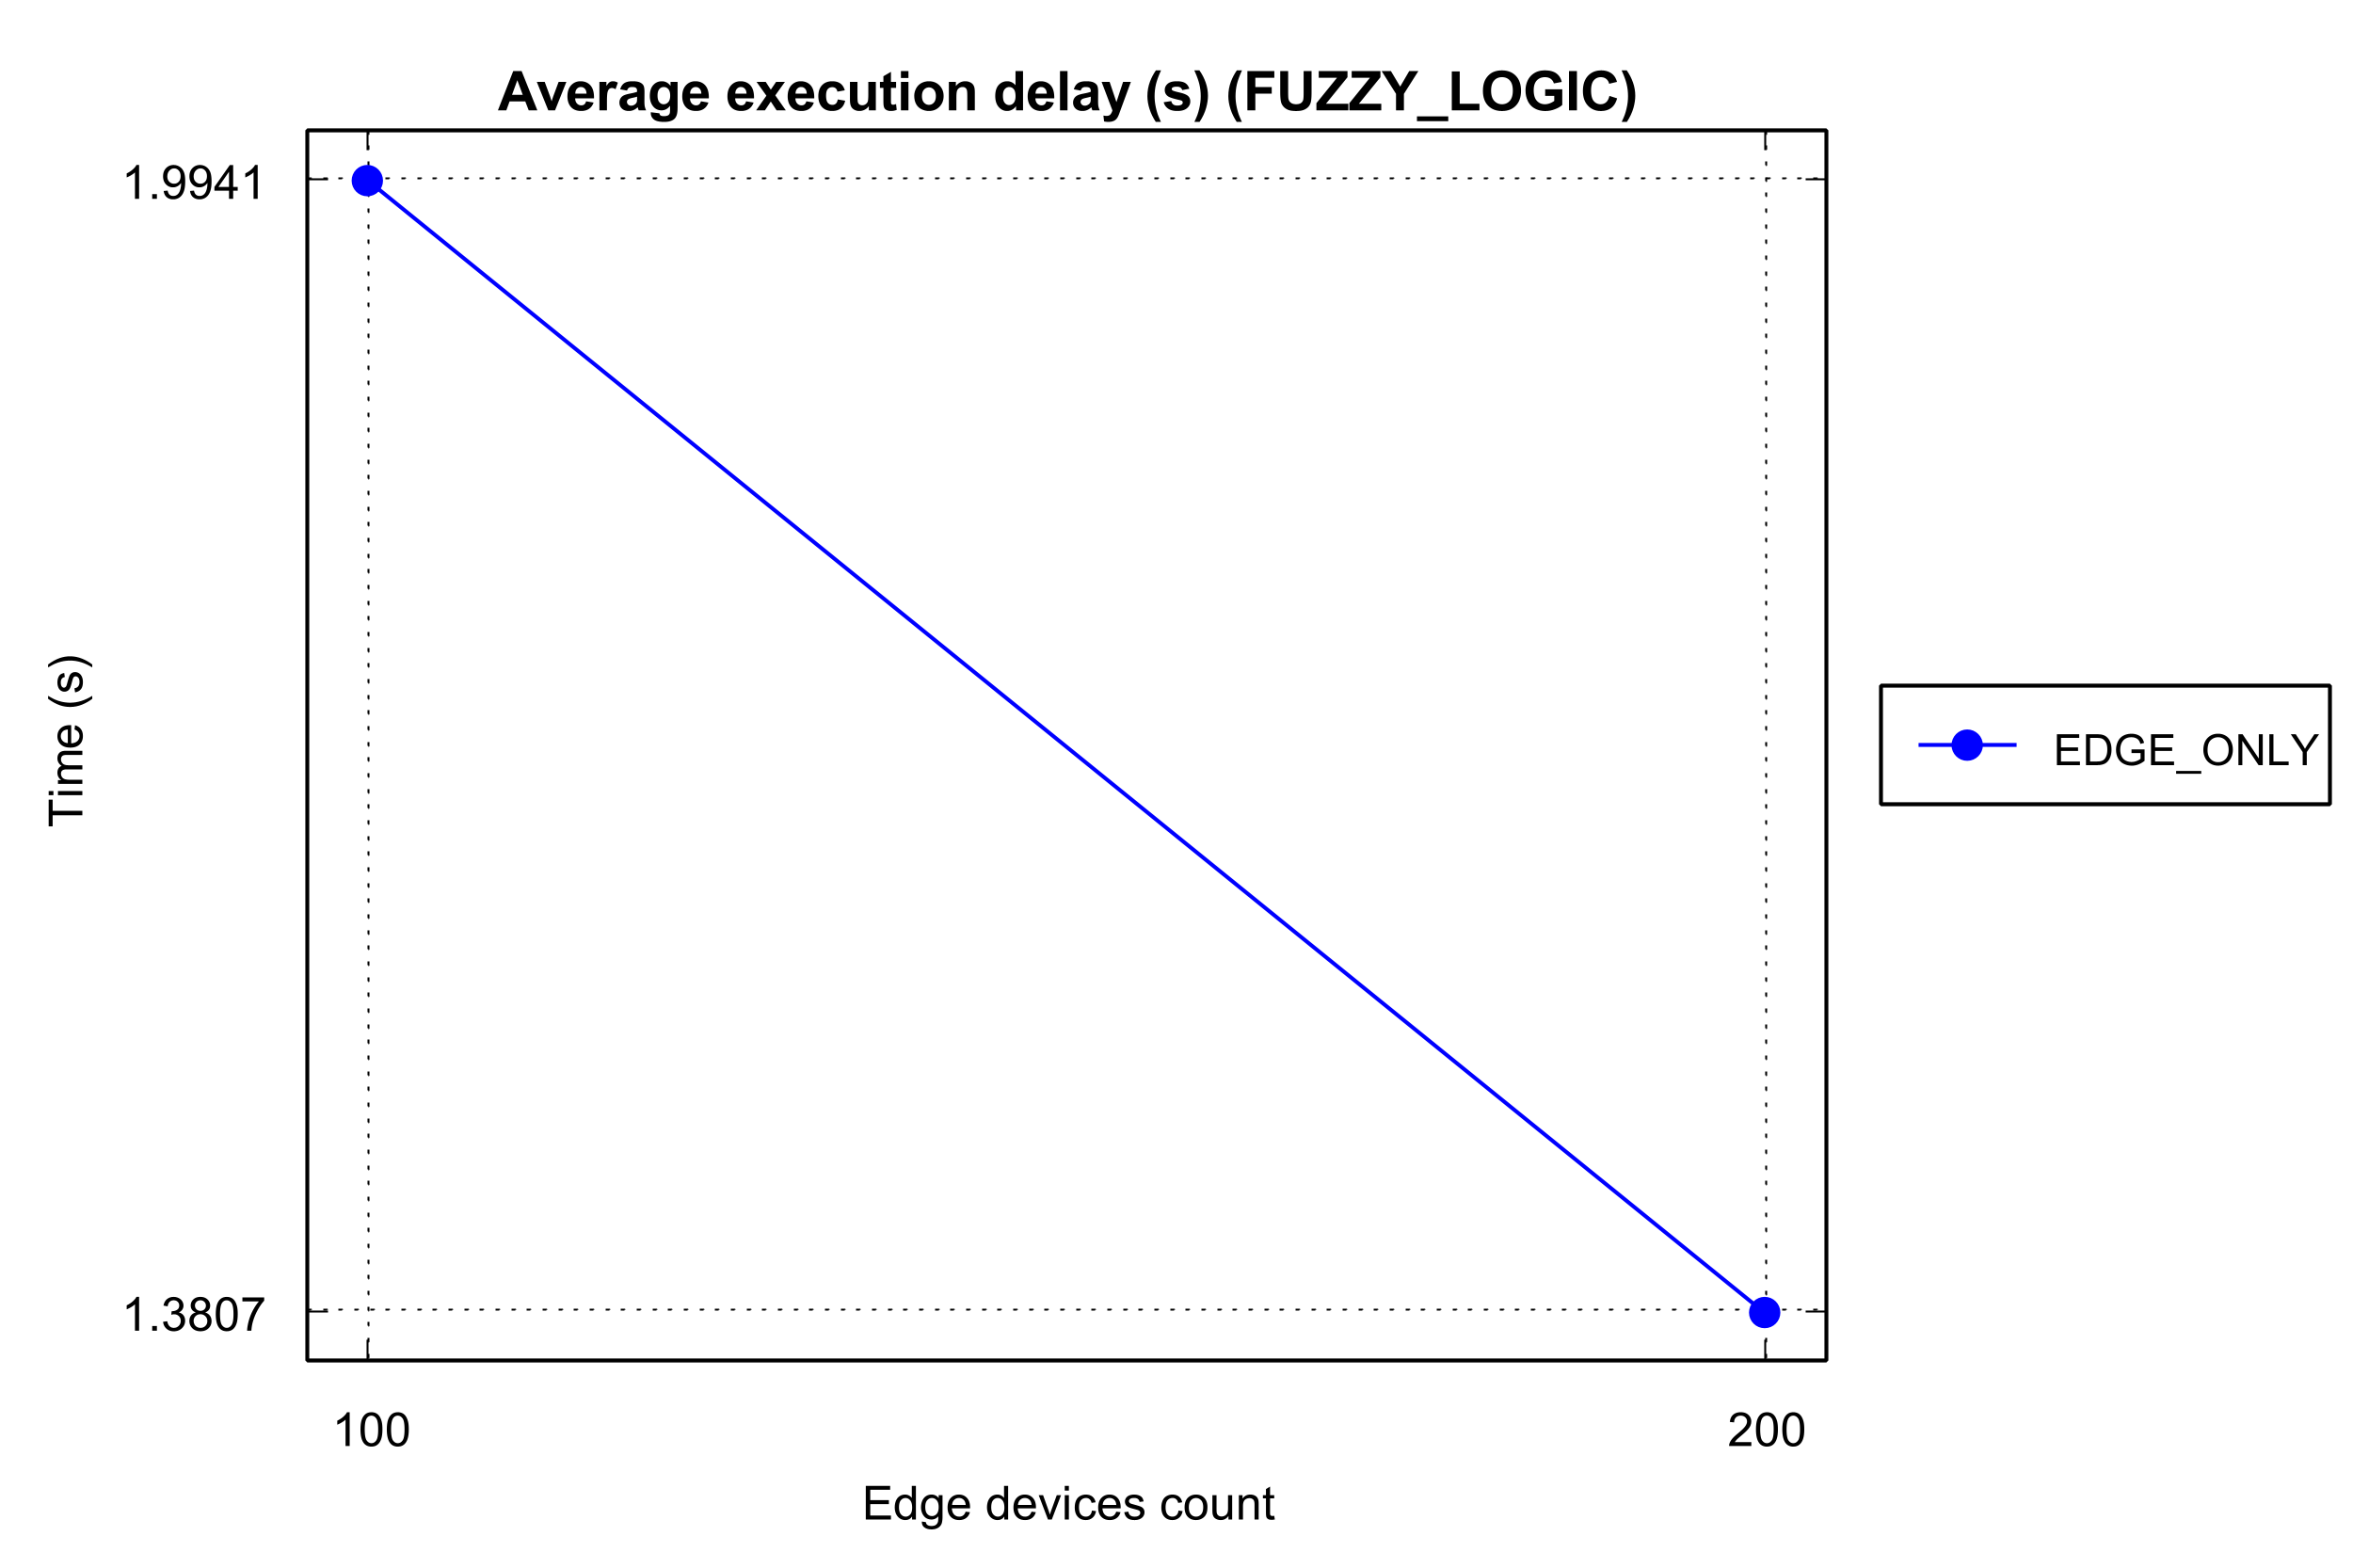 Average execution delay (s)(FUZZY_LOGIC)
1.9941
Time (s)
EDGE_ONLY
1.3807
100 200
Edge devices count